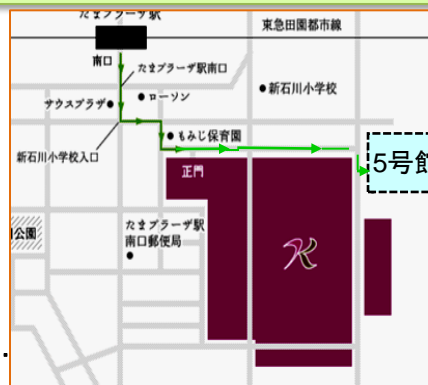 たまプラーザ駅
東急田園都市線
南口
たまプラーザ駅南口
サウスプラザ
ローソン
新石川小学校
もみじ保育園
新石川小学校入口
正門
5号館
公園
たまプラーザ駅
南口郵便局
K